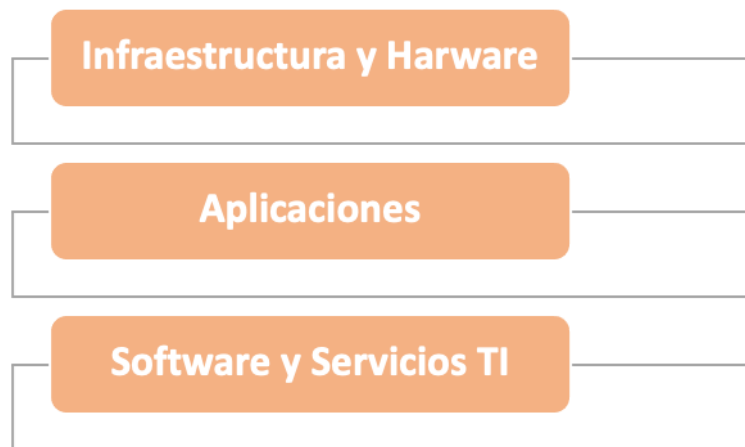 Infraestructura y Harware
Aplicaciones
Software y Servicios TI